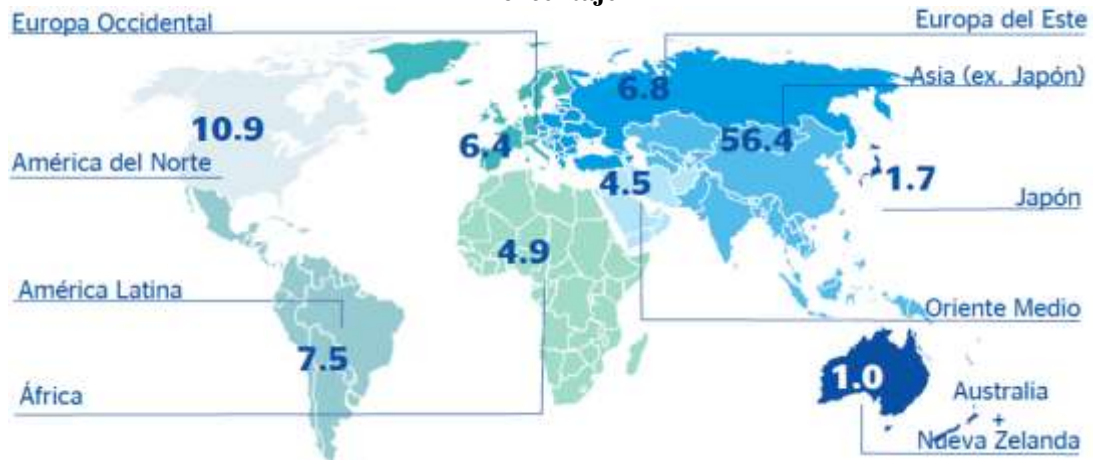 Europa Occidental
Europa del Este
6.8
Asia (ex. Japón)
10.9
6.4
56.4
América del Norte
4.5
1.7
Japón
4.9
América Latina
Oriente Medio
7.5
1.0
África
Australia
+
Nueva Zelanda